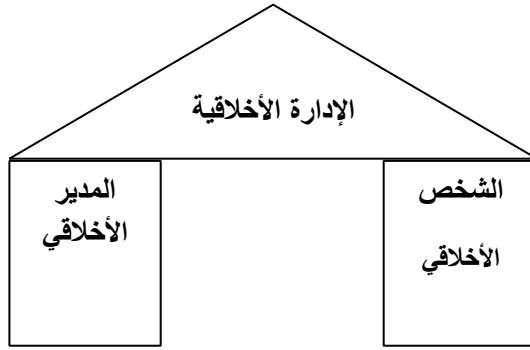 الإدارة الأخلاقية
الشخص
الأخلاقي
المدير
الأخلاقي